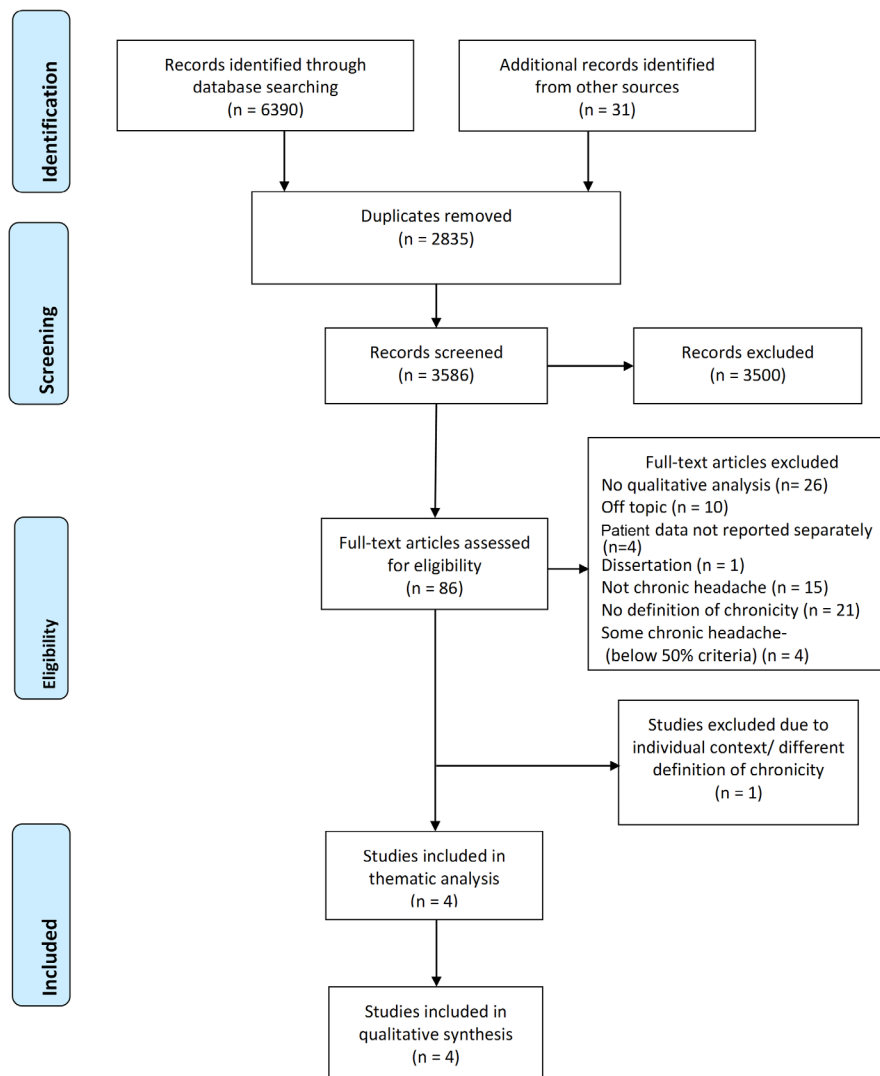 Identification
Records identified through
database searching
(n = 6390)
Additional records identified
from other sources
(n = 31)
Duplicates removed
(n = 2835)
Screening
Records screened
(n = 3586)
Records excluded
(n = 3500)
Eligibility
Full-text articles assessed
for eligibility
(n = 86)
Full-text articles excluded
No qualitative analysis (n= 26)
Off topic (n = 10)
Patient data not reported separately
(n=4)
Dissertation (n = 1)
Not chronic headache (n = 15)
No definition of chronicity (n = 21)
Some chronic headache-
(below 50% criteria) (n = 4)
Studies excluded due to
individual context/ different
definition of chronicity
(n = 1)
Included
Studies included in
thematic analysis
(n = 4)
Studies included in
qualitative synthesis
(n = 4)